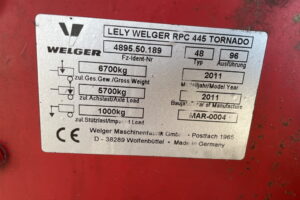 LELY WELGER RPC 445 TORNADO
WELGER
4895.50.189 48 96
Fz-Ident-Nr Typ
6700kg 2011
zul. Ges. Gew./Gross Weight Modelljahr/Model Year
5700kg 2011
zul. Achslast/Axle Load Baujahr/Year of Manufacture
1000kg MAR-0004
zul. Stützlast/Imposed Load
CE Welger Maschinenfabrik GmbH Postfach 1965
D - 38289 Wolfenbüttel Made in Germany